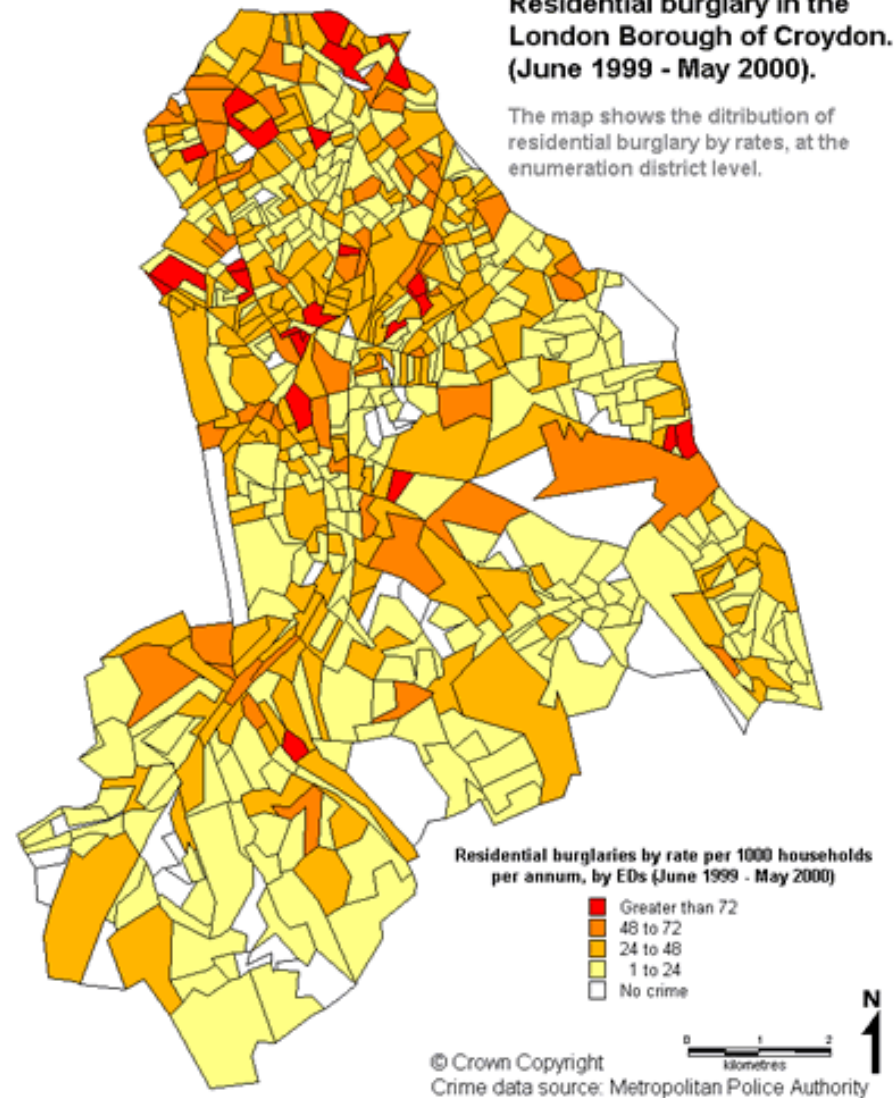 Residential burglary in the
London Borough of Croydon.
(June 1999 - May 2000).
The map shows the ditribution of
residential burglary by rates, at the
enumeration district level.
Residential burglaries by rate per 1000 households
per annum, by EDs (June 1999 - May 2000)
Greater than 72
48 to 72
24 to 48
1 to 24
No crime
N
0 1 2
kilometres
© Crown Copyright
Crime data source: Metropolitan Police Authority